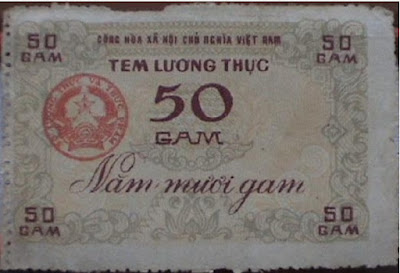 CỘNG HÒA XÃ HỘI CHỦ NGHĨA VIỆT NAM
50 GAM
50 GAM
TEM LƯƠNG THỰC
50
GAM
Năm mươi gam
50 GAM
50 GAM